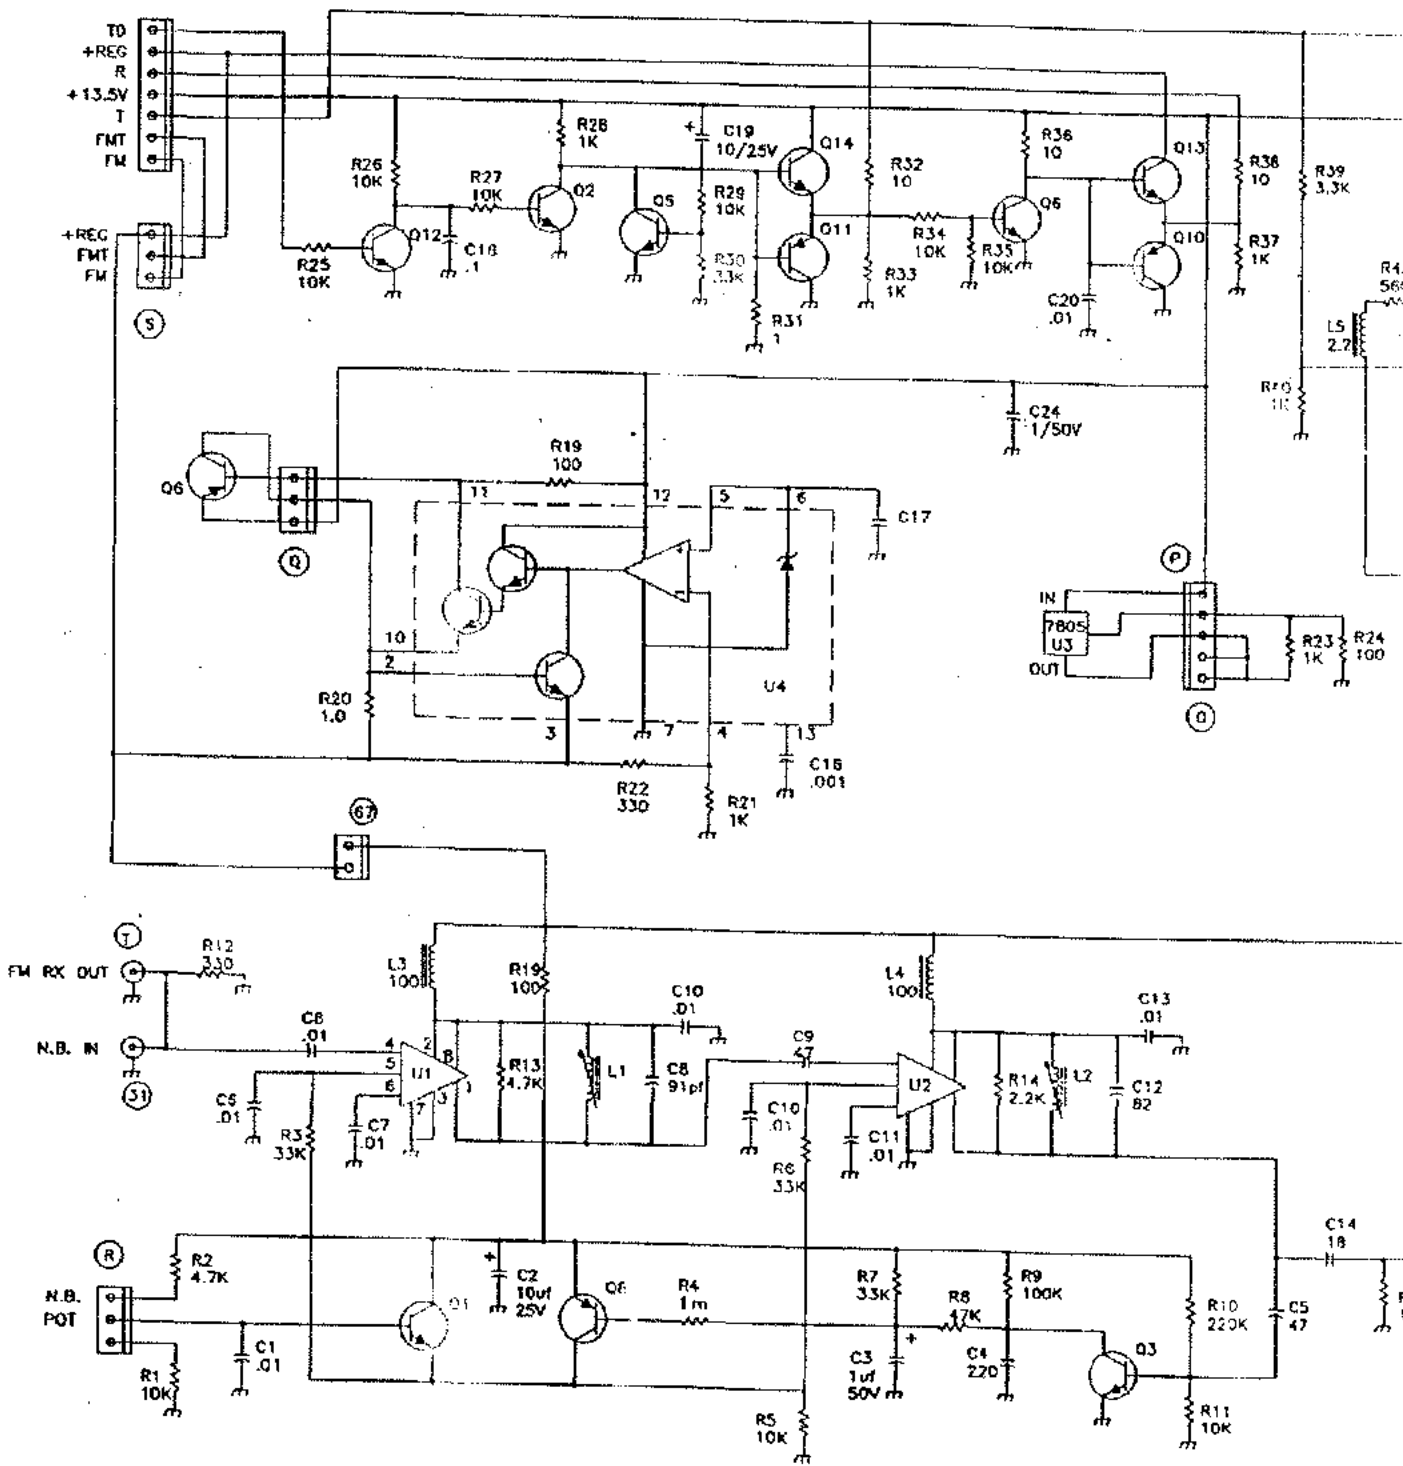 TD
+REG
R
+13.5V
T
FMT
FM
+REG
FMT
FM
S
R26
10K
R25
10K
Q12
R27
10K
C18
.1
R28
1K
Q2
Q5
C19
10/25V
R29
10K
R30
33K
R31
1
Q14
Q11
R32
10
R33
1K
R34
10K
R35
10K
R36
10
Q6
Q13
Q10
C20
.01
R38
10
R37
1K
R39
3.3K
R40
1K
L5
2.2
R4
56
C24
.1/50V
Q6
Q
R19
100
11
12
5
6
C17
10
2
R20
1.0
3
7
4
13
U4
R22
330
R21
1K
C16
.001
P
IN
7805
U3
OUT
R23
1K
R24
100
O
67
T
FM RX OUT
R12
330
N.B. IN
31
C6
.01
L3
100
R19
100
4
5
6
2
8
1
7
3
U1
R13
4.7K
L1
C8
91pf
C10
.01
C9
47
L4
100
C13
.01
U2
R14
2.2K
L2
C12
82
C6
.01
R3
33K
C7
.01
C10
.01
R6
33K
C11
.01
R
R2
4.7K
N.B.
POT
R1
10K
C1
.01
Q1
C2
10uf
25V
Q8
R4
1m
R7
33K
R8
47K
R9
100K
C3
1uf
50V
C4
220
R10
220K
C5
47
C14
18
R
Q3
R5
10K
R11
10K